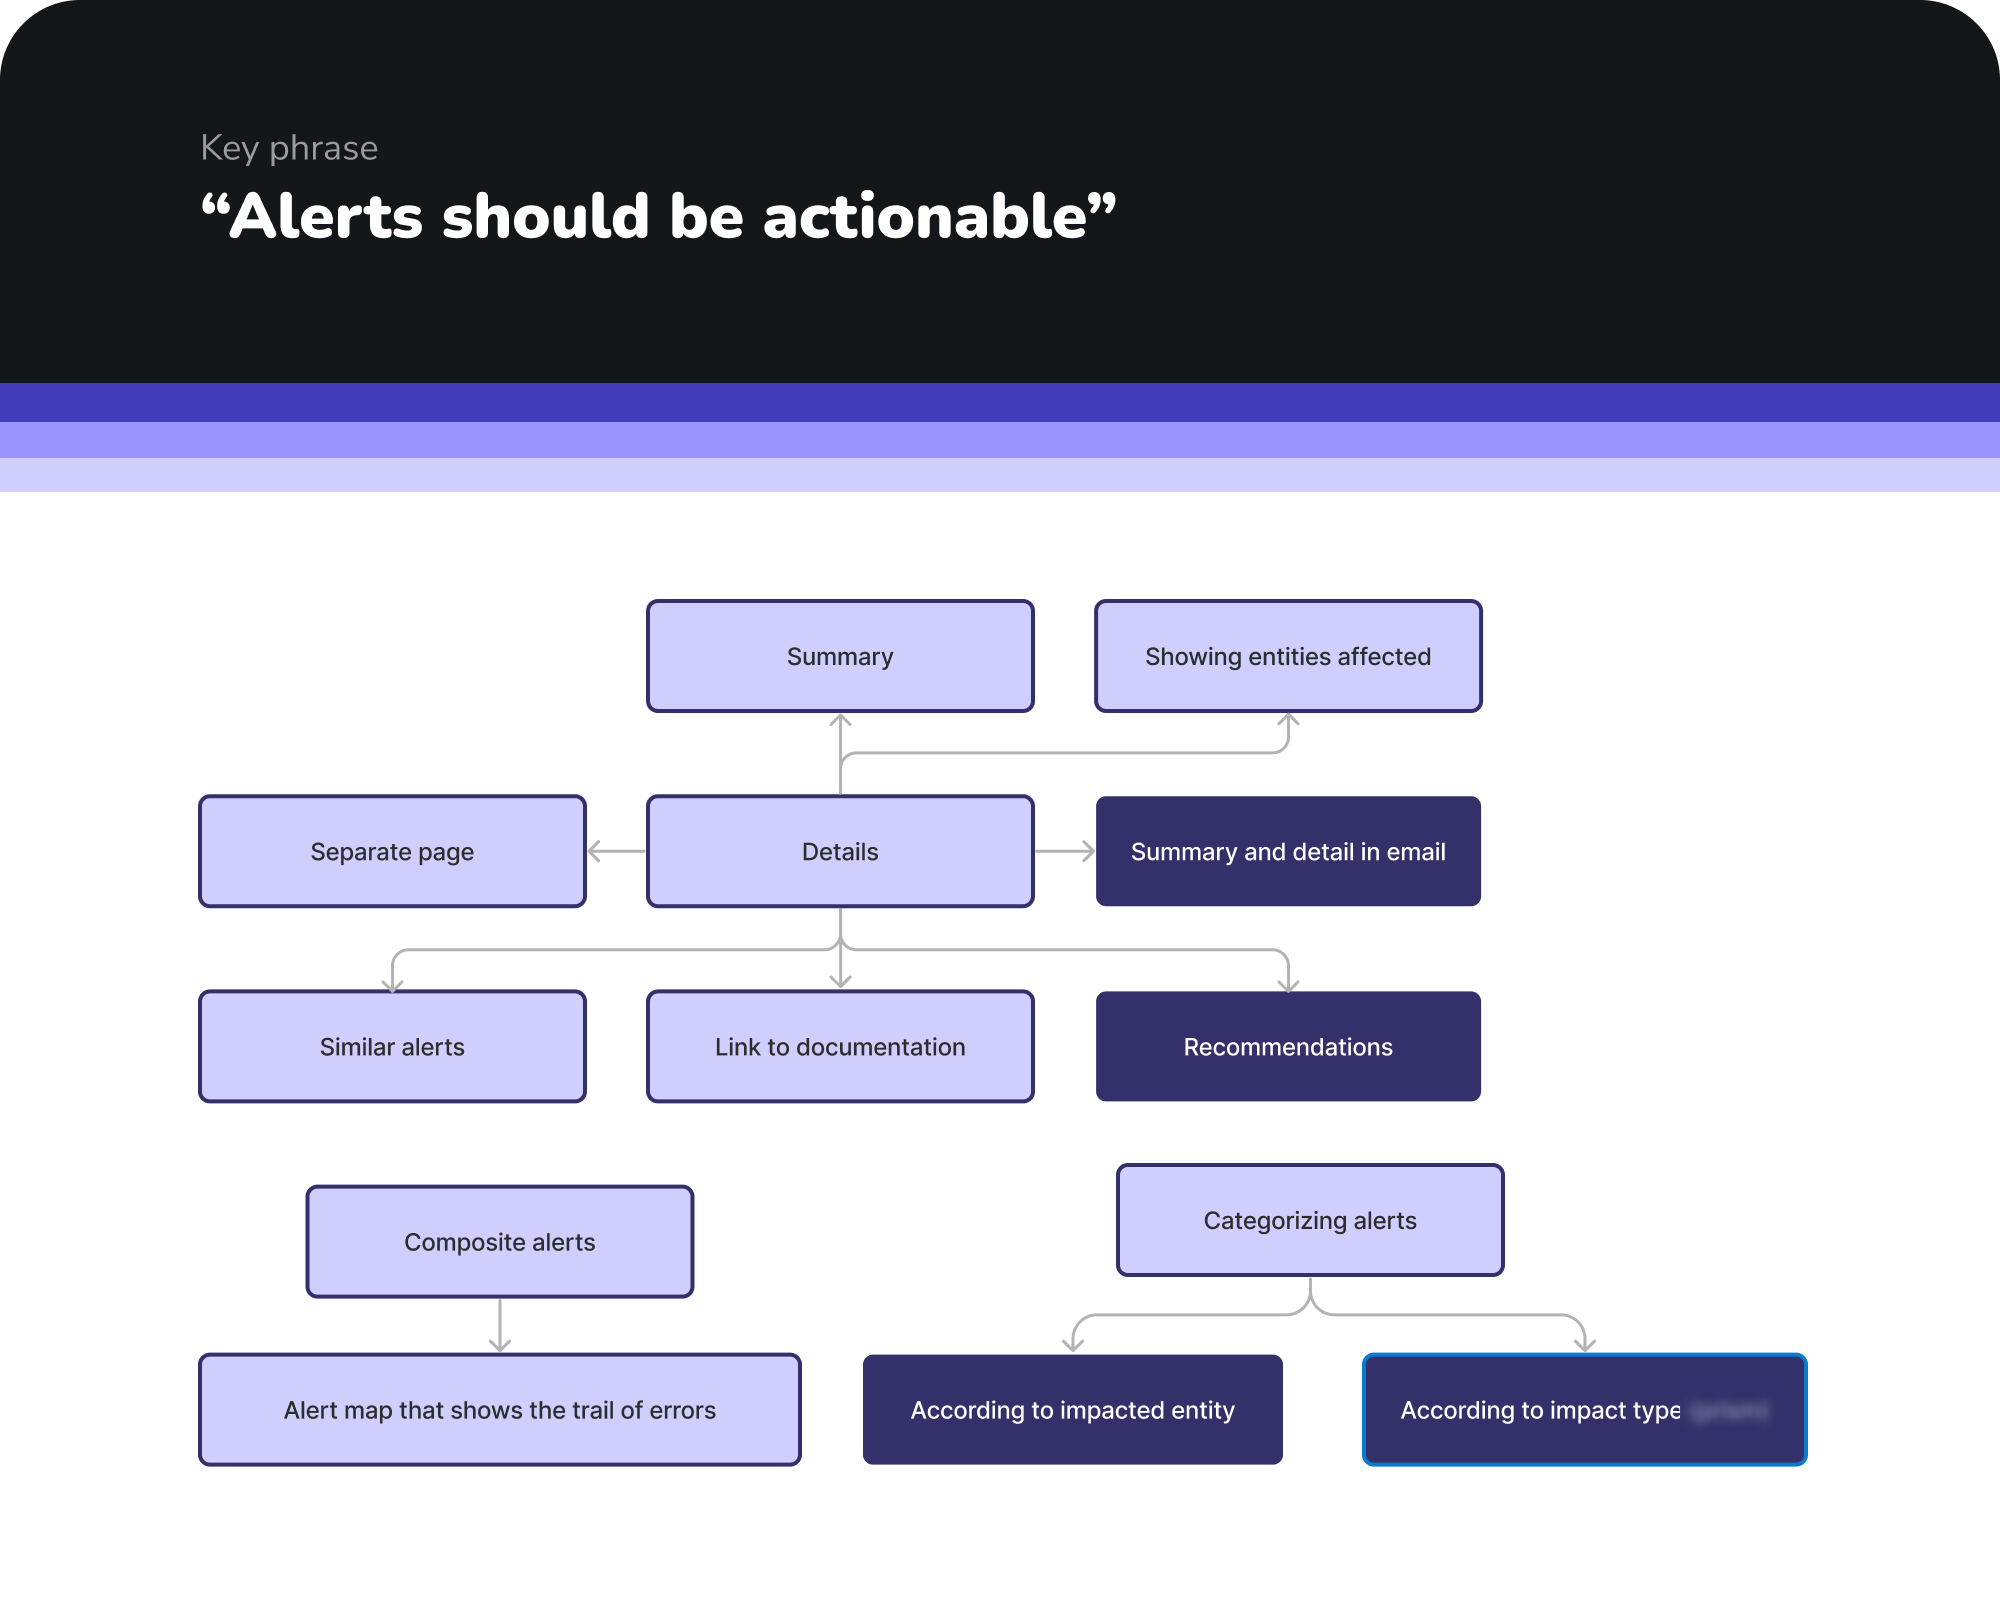 Key phrase
“Alerts should be actionable”
Summary
Showing entities affected
Separate page
Details
Summary and detail in email
Similar alerts
Link to documentation
Recommendations
Composite alerts
Categorizing alerts
Alert map that shows the trail of errors
According to impacted entity
According to impact type